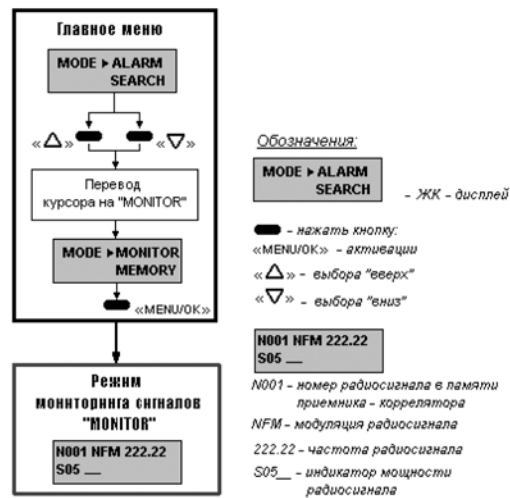 Главное меню
MODE ▸ ALARM
SEARCH
«△» «▽»
Перевод
курсора на "MONITOR"
MODE ▸MONITOR
MEMORY
«MENU/OK»
Режим
мониторинга сигналов
"MONITOR"
N001 NFM 222.22
S05 __
Обозначения:
MODE ▸ ALARM
SEARCH
- ЖК - дисплей
- нажать кнопку:
«MENU/OK» - активации
«△» - выбора "вверх"
«▽» - выбора "вниз"
N001 NFM 222.22
S05 __
N001 - номер радиосигнала в памяти
приемника - коррелятора
NFM - модуляция радиосигнала
222.22 - частота радиосигнала
S05__ - индикатор мощности
радиосигнала